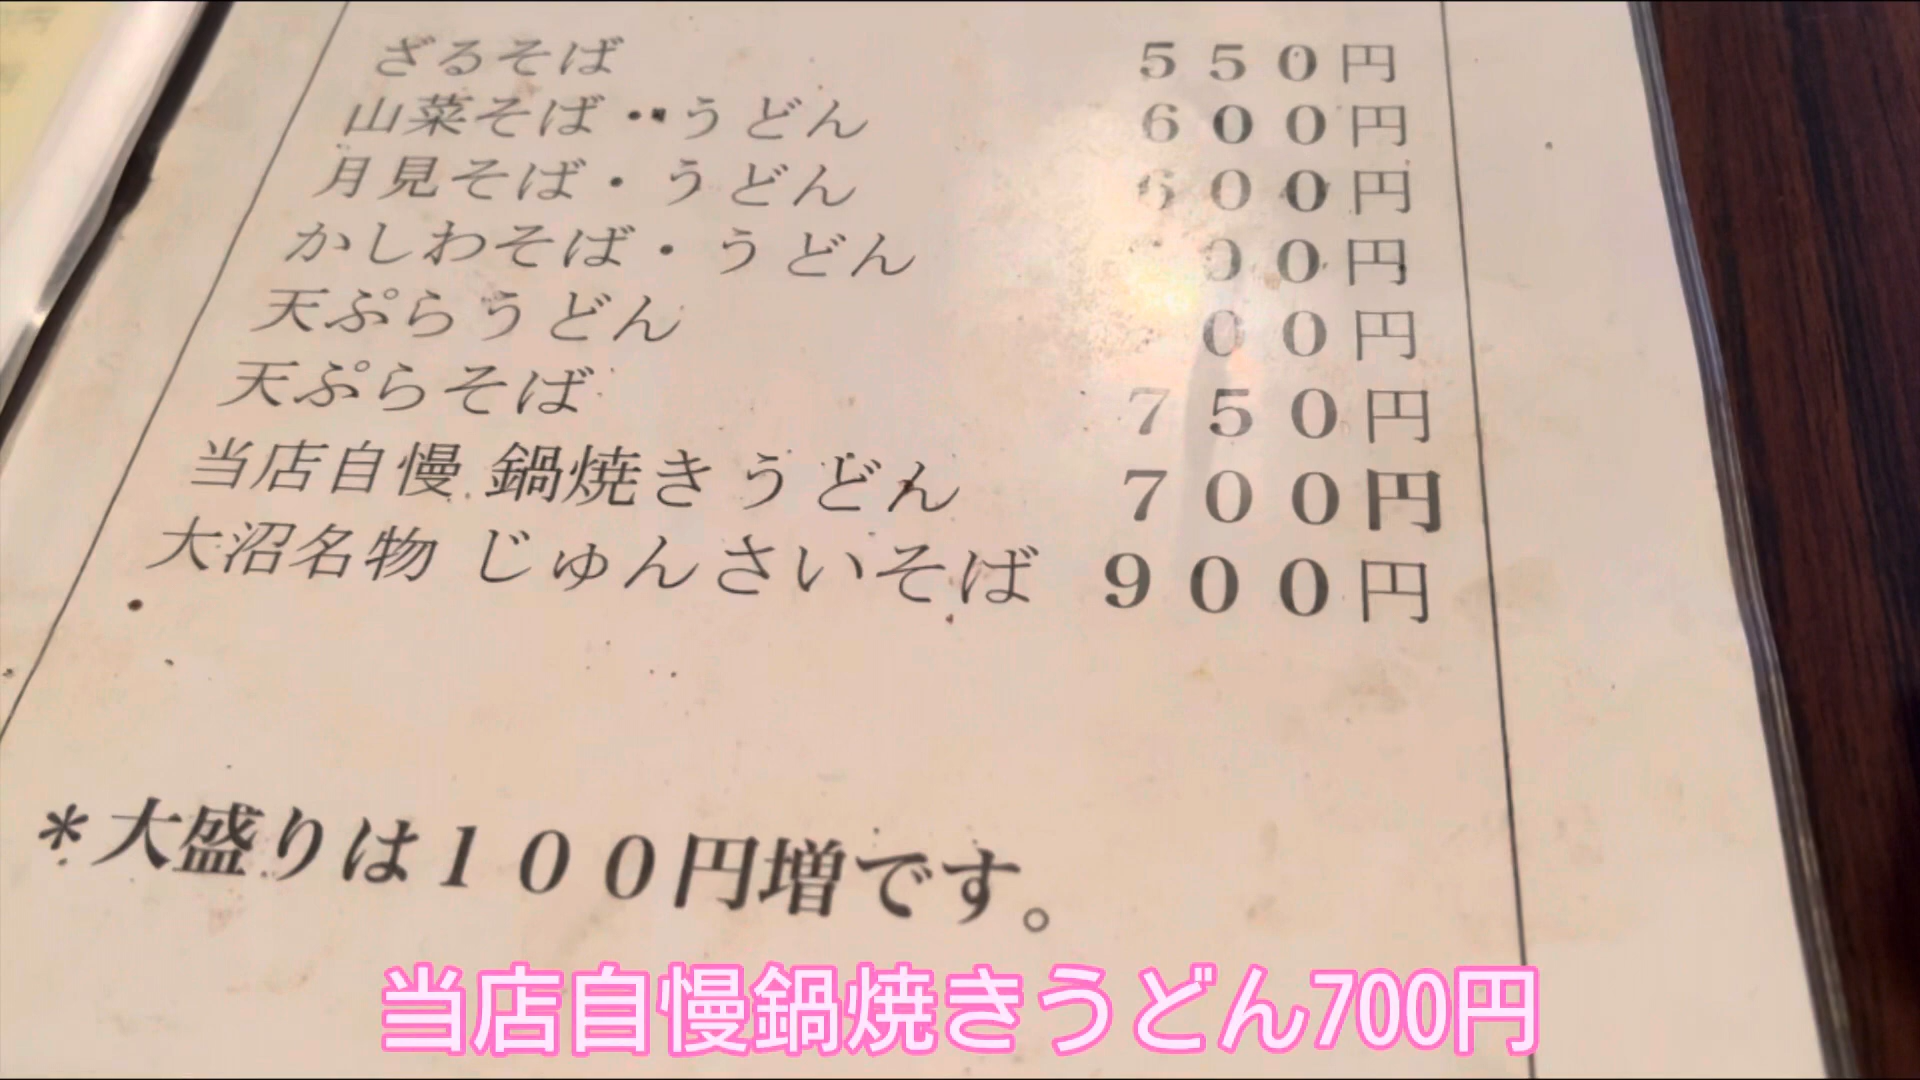 ざるそば 550円
山菜そば・うどん 600円
月見そば・うどん 600円
かしわそば・うどん 00円
天ぷらうどん 00円
天ぷらそば 750円
当店自慢 鍋焼きうどん 700円
大沼名物 じゅんさいそば 900円
＊大盛りは100円増です。
当店自慢鍋焼きうどん700円